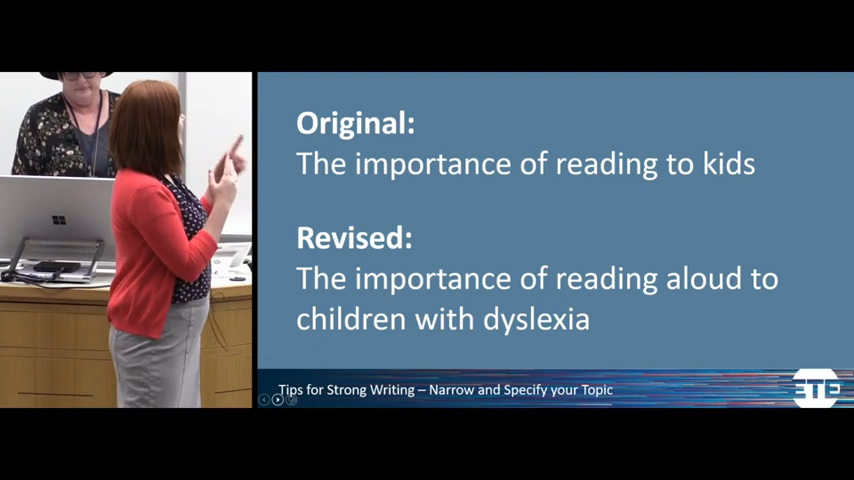 Original:
The importance of reading to kids
Revised:
The importance of reading aloud to
children with dyslexia
Tips for Strong Writing – Narrow and Specify your Topic
ETE